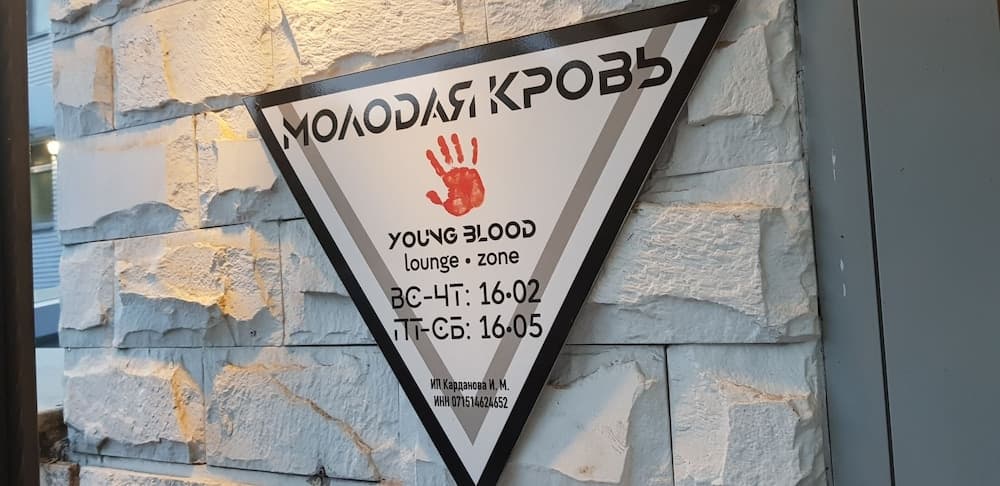 МОЛОДАЯ КРОВЬ
YOUNG BLOOD
lounge • zone
ВС-ЧТ: 16•02
ПТ-СБ: 16•05
ИП Карданова И. М.
ИНН 071514624652